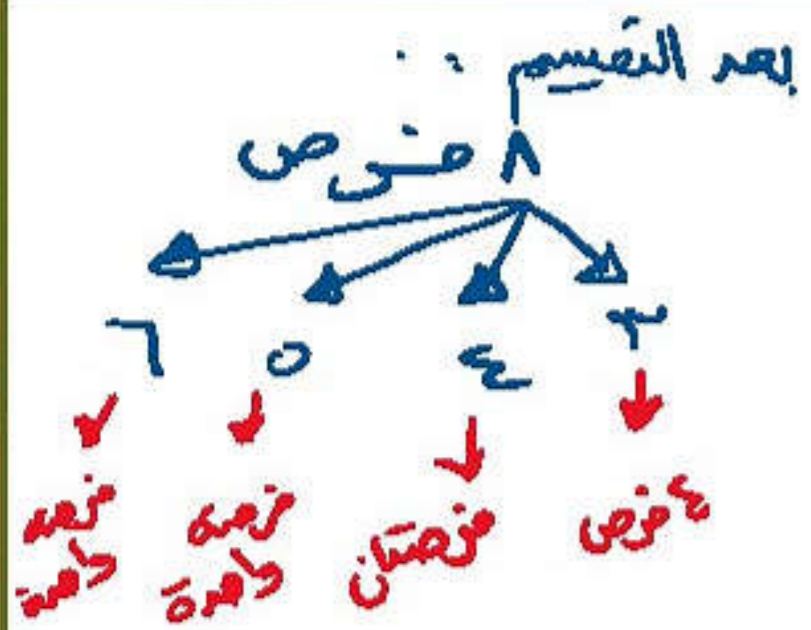 بعد التقسيم :
٨ فرص
٣ ٤ ٥ ٦
٤ فرص فرصتان فرصة فرصة
واحدة واحدة